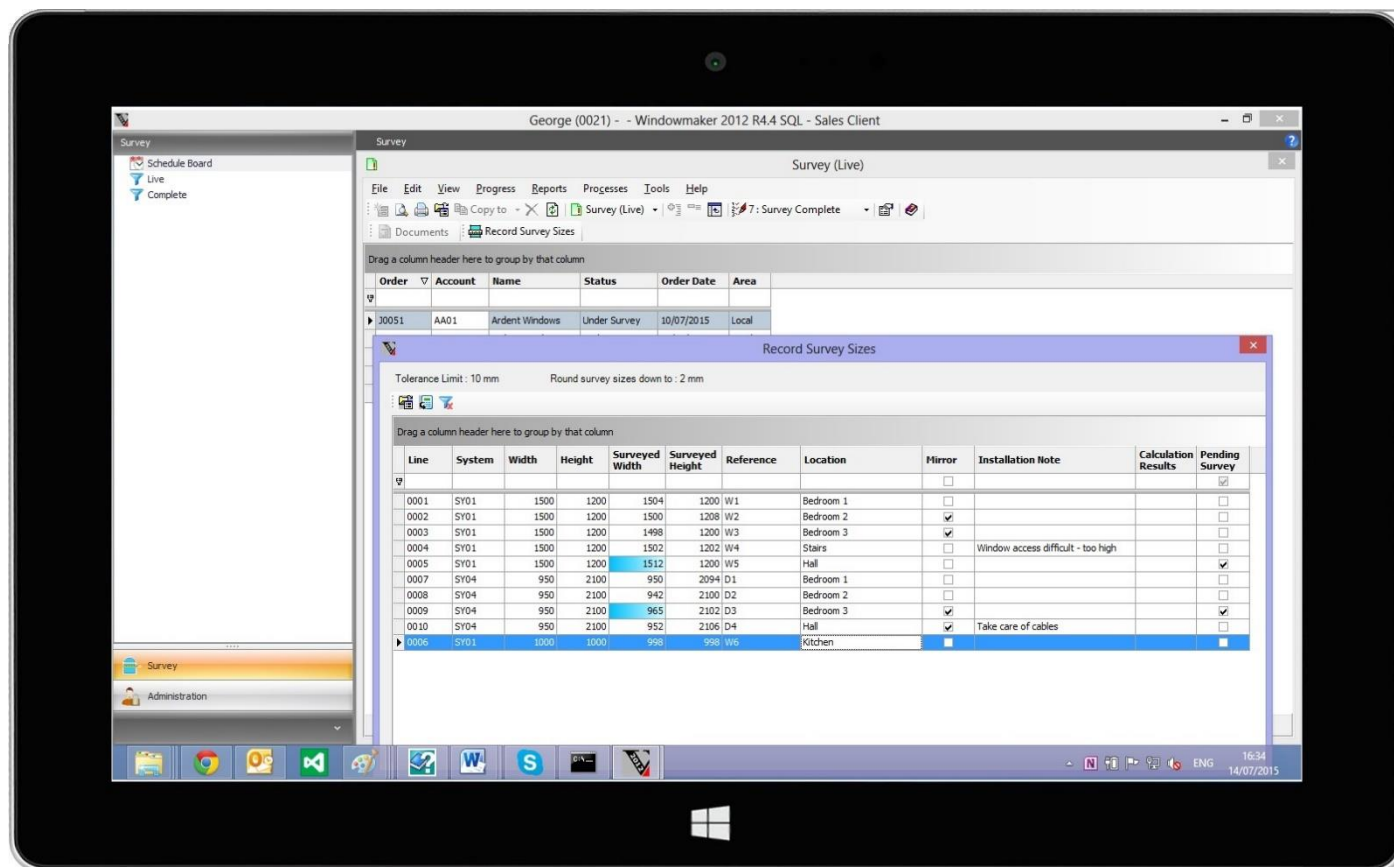 George (0021) - - Windowmaker 2012 R4.4 SQL - Sales Client
Survey
Survey
Schedule Board
Live
Complete
Survey (Live)
File Edit View Progress Reports Processes Tools Help
Copy to Survey (Live) 7: Survey Complete
Documents Record Survey Sizes
Drag a column header here to group by that column
Order Account Name Status Order Date Area
J0051 AA01 Ardent Windows Under Survey 10/07/2015 Local
Record Survey Sizes
Tolerance Limit : 10 mm Round survey sizes down to : 2 mm
Drag a column header here to group by that column
Line System Width Height Surveyed Width Surveyed Height Reference Location Mirror Installation Note Calculation Results Pending Survey
0001 SY01 1500 1200 1504 1200 W1 Bedroom 1
0002 SY01 1500 1200 1500 1208 W2 Bedroom 2
0003 SY01 1500 1200 1498 1200 W3 Bedroom 3
0004 SY01 1500 1200 1502 1202 W4 Stairs Window access difficult - too high
0005 SY01 1500 1200 1512 1200 W5 Hall
0007 SY04 950 2100 950 2094 D1 Bedroom 1
0008 SY04 950 2100 942 2100 D2 Bedroom 2
0009 SY04 950 2100 965 2102 D3 Bedroom 3
0010 SY04 950 2100 952 2106 D4 Hall Take care of cables
0006 SY01 1000 1000 998 998 W6 Kitchen
Survey
Administration
ENG 16:34
14/07/2015